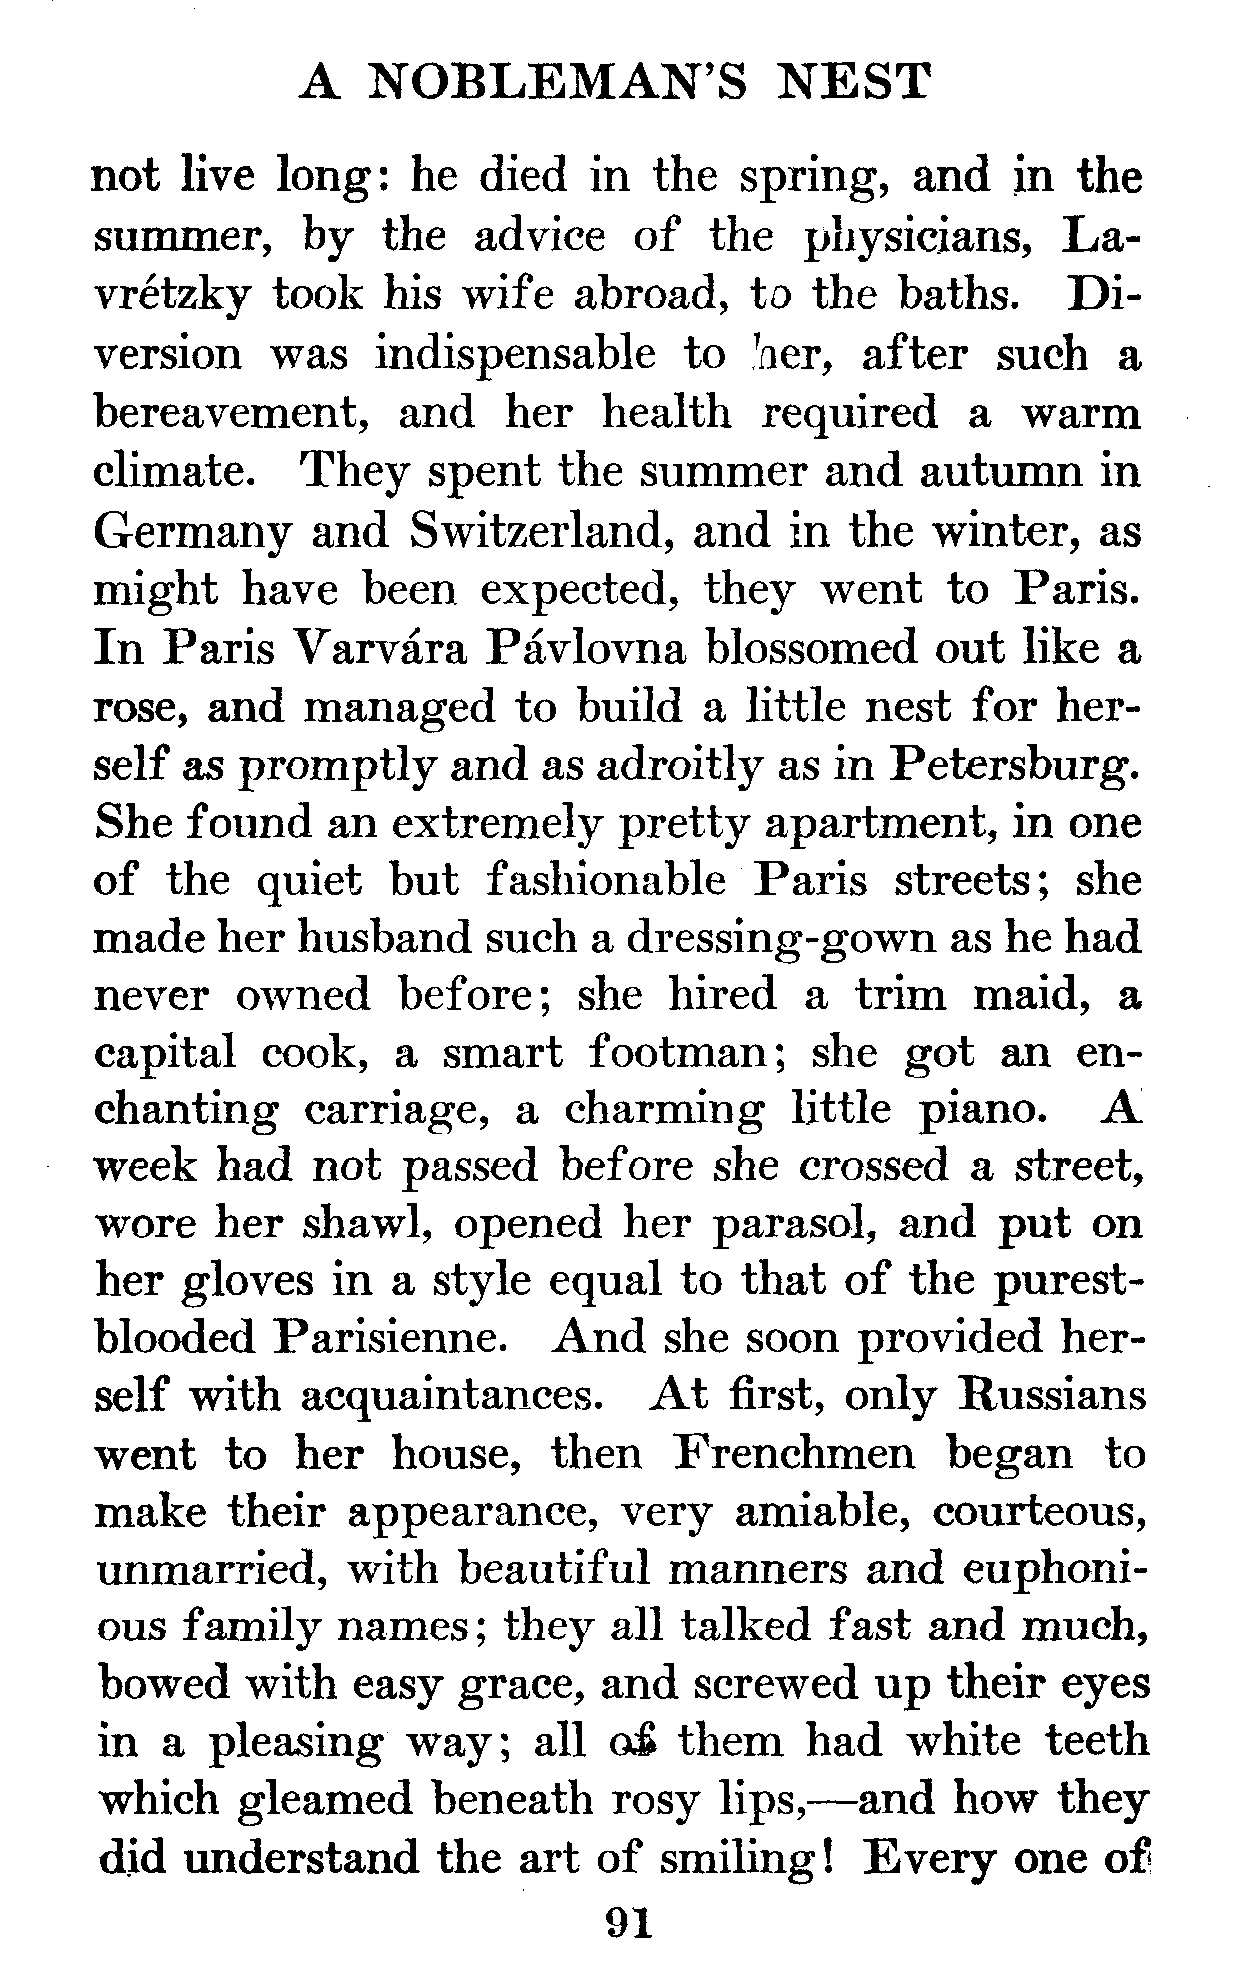 A NOBLEMAN'S NEST
not live long: he died in the spring, and in the
summer, by the advice of the physicians, La-
vrétzky took his wife abroad, to the baths. Di-
version was indispensable to her, after such a
bereavement, and her health required a warm
climate. They spent the summer and autumn in
Germany and Switzerland, and in the winter, as
might have been expected, they went to Paris.
In Paris Varvára Pávlovna blossomed out like a
rose, and managed to build a little nest for her-
self as promptly and as adroitly as in Petersburg.
She found an extremely pretty apartment, in one
of the quiet but fashionable Paris streets; she
made her husband such a dressing-gown as he had
never owned before; she hired a trim maid, a
capital cook, a smart footman; she got an en-
chanting carriage, a charming little piano. A
week had not passed before she crossed a street,
wore her shawl, opened her parasol, and put on
her gloves in a style equal to that of the purest-
blooded Parisienne. And she soon provided her-
self with acquaintances. At first, only Russians
went to her house, then Frenchmen began to
make their appearance, very amiable, courteous,
unmarried, with beautiful manners and euphoni-
ous family names; they all talked fast and much,
bowed with easy grace, and screwed up their eyes
in a pleasing way; all of them had white teeth
which gleamed beneath rosy lips,—and how they
did understand the art of smiling! Every one of
91